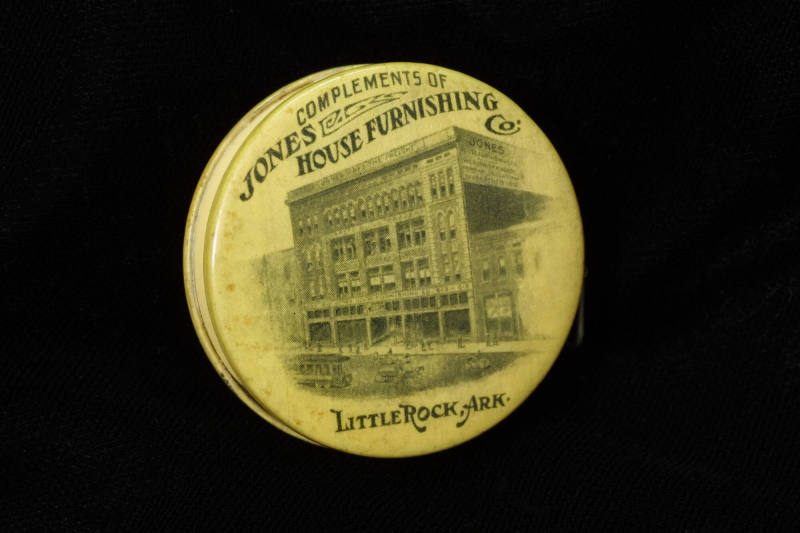 COMPLEMENTS OF
JONES
HOUSE FURNISHING
Co.
JONES
LITTLE ROCK, ARK.